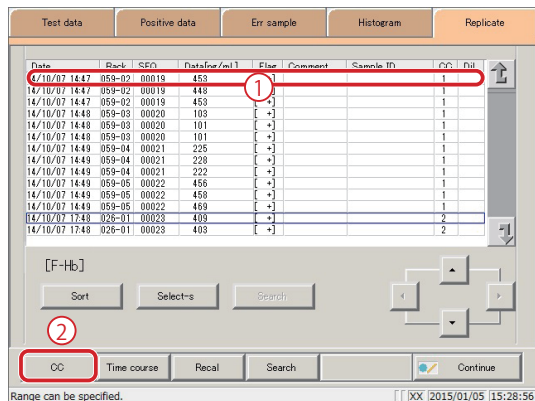 Test data Positive data Err sample Histogram Replicate
Date Rack SEQ Data[ng/mL] Flag Comment Sample ID CC Dil
14/10/07 14:47 059-02 00019 453 1
14/10/07 14:47 059-02 00019 448 1
14/10/07 14:47 059-02 00019 453 [ +] 1
14/10/07 14:48 059-03 00020 103 [ +] 1
14/10/07 14:48 059-03 00020 101 [ +] 1
14/10/07 14:48 059-03 00020 101 [ +] 1
14/10/07 14:49 059-04 00021 225 [ +] 1
14/10/07 14:49 059-04 00021 228 [ +] 1
14/10/07 14:49 059-04 00021 222 [ +] 1
14/10/07 14:49 059-05 00022 456 [ +] 1
14/10/07 14:49 059-05 00022 458 [ +] 1
14/10/07 14:49 059-05 00022 469 [ +] 1
14/10/07 17:48 026-01 00023 409 [ +] 2
14/10/07 17:48 026-01 00023 403 [ +] 2
1
[F-Hb]
Sort Select-s Search
2
CC Time course Recal Search Continue
Range can be specified. [ [ XX 2015/01/05 15:28:56